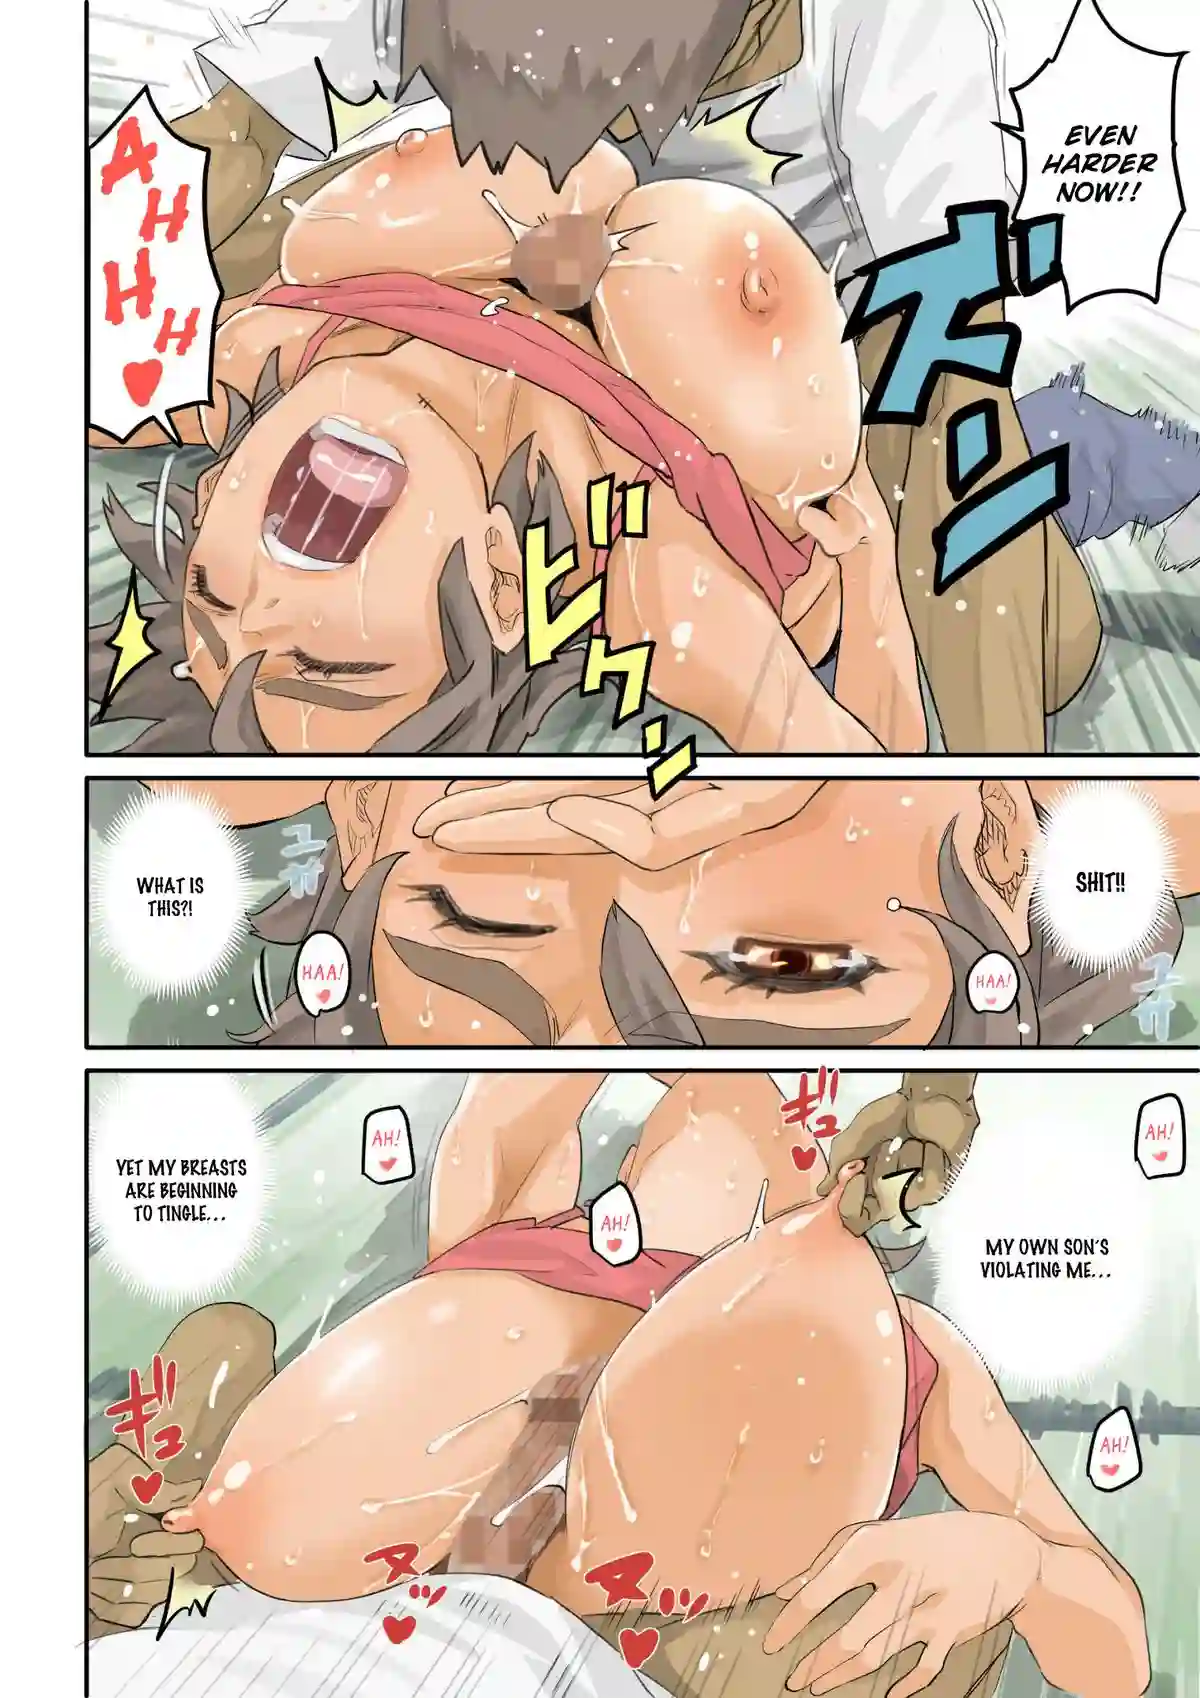 EVEN
HARDER
NOW!!
ズン
ビクンッ
AHHH♥
SHIT!!
HAA!♥
WHAT IS
THIS?!
HAA!♥
AH!♥
MY OWN SON'S
VIOLATING ME...
AH!♥
ギュ♥
AH!♥
AH!♥
YET MY BREASTS
ARE BEGINNING
TO TINGLE...
ギュ♥
ヌッ♥
ヌッ♥